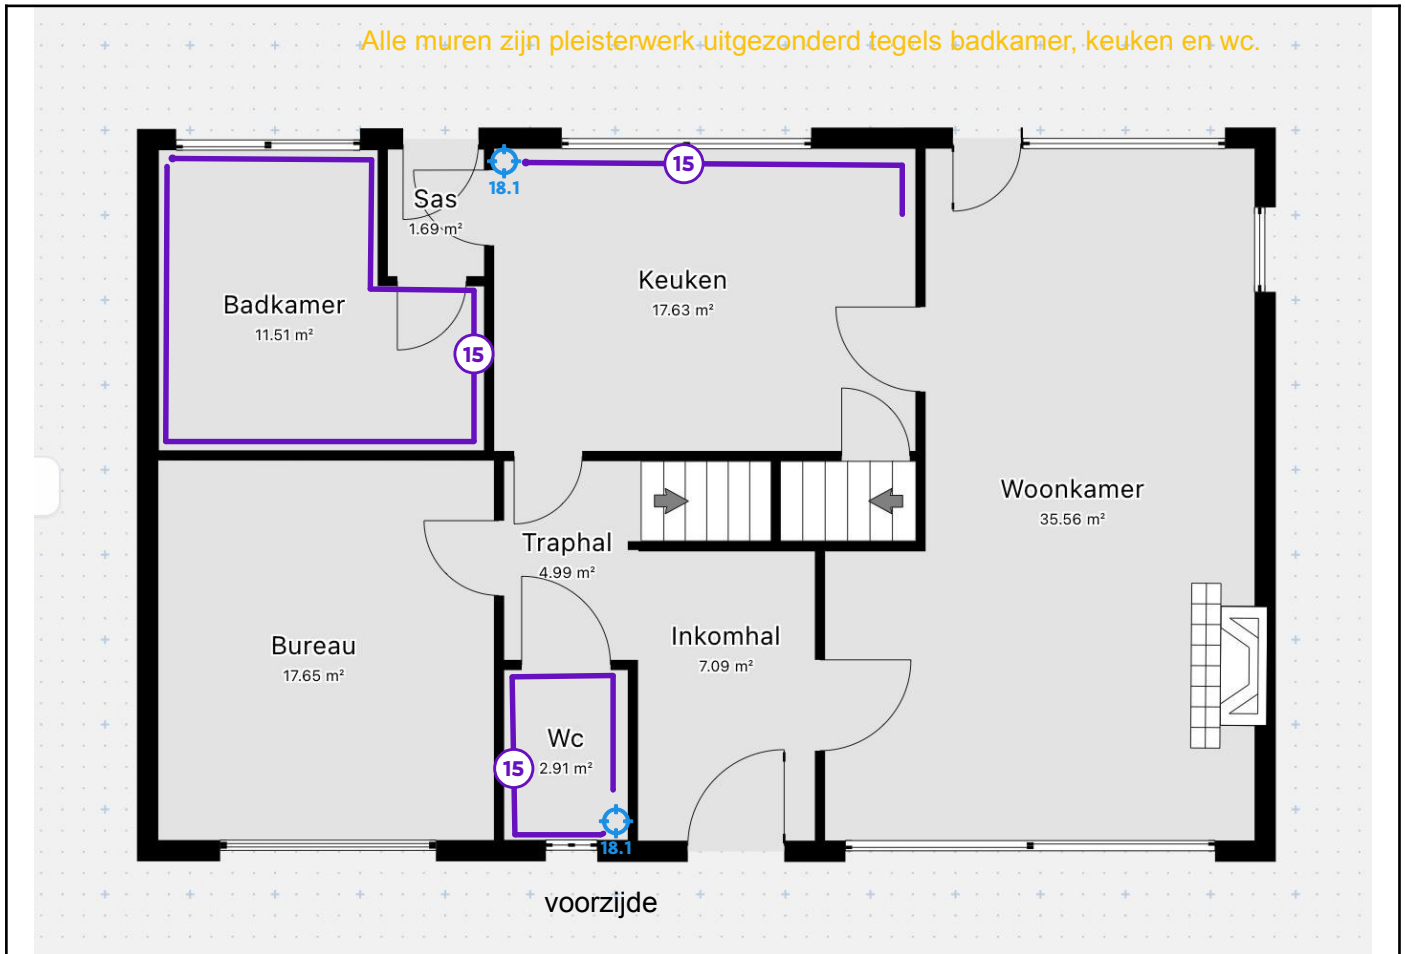 Alle muren zijn pleisterwerk uitgezonderd tegels badkamer, keuken en wc.
15
18.1
Sas
1.69 m²
Keuken
17.63 m²
Badkamer
11.51 m²
15
Woonkamer
35.56 m²
Traphal
4.99 m²
Inkomhal
7.09 m²
Bureau
17.65 m²
Wc
15
2.91 m²
18.1
voorzijde